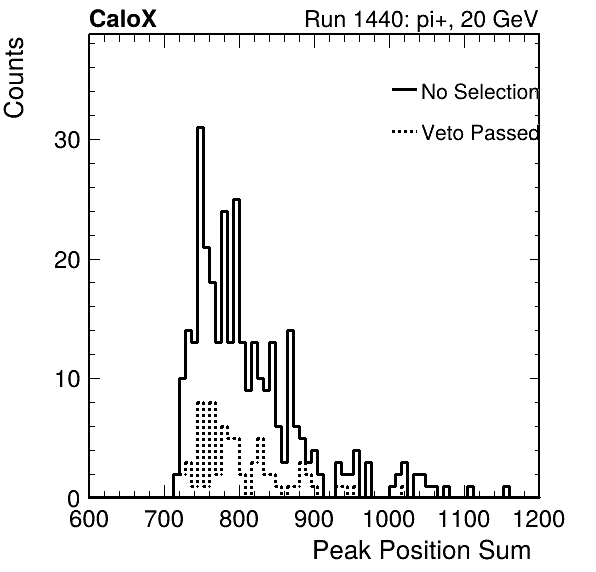 CaloX Run 1440: pi+, 20 GeV
Counts
No Selection
Veto Passed
30
20
10
0
600 700 800 900 1000 1100 1200
Peak Position Sum